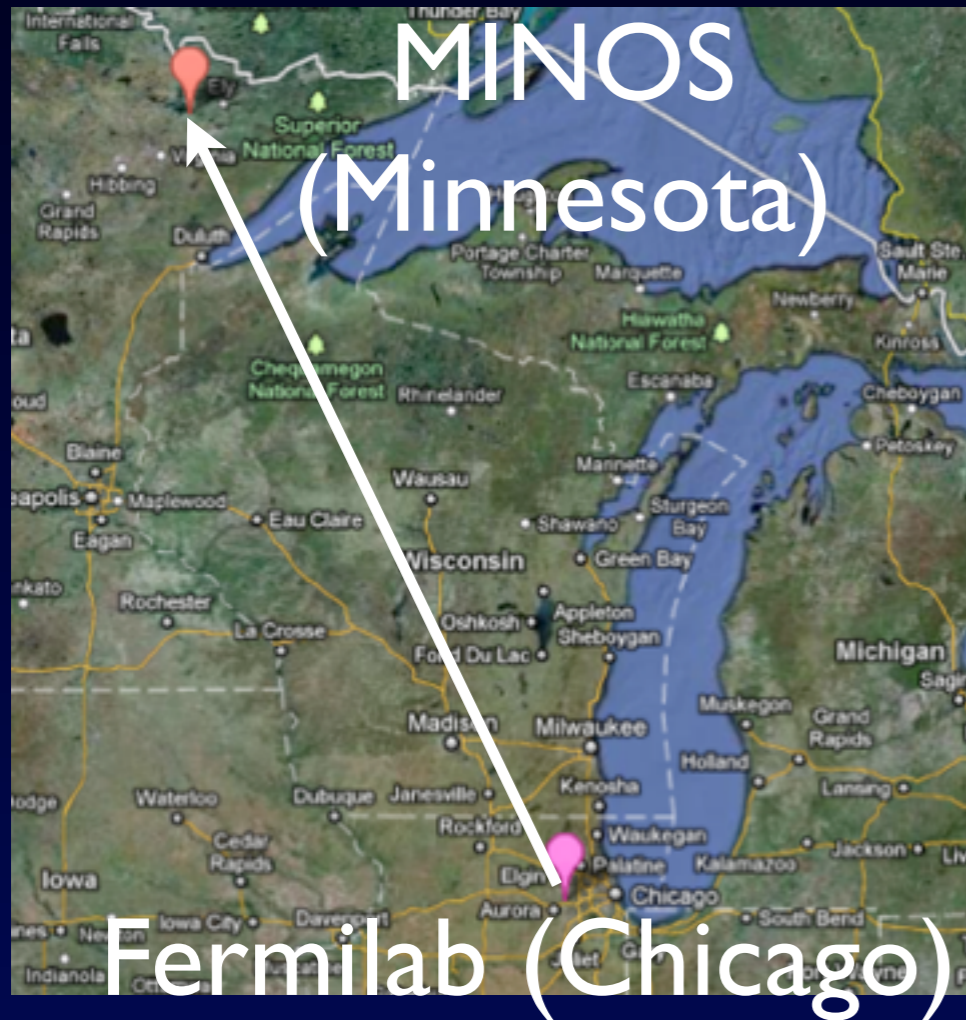 International
Falls
Thunder Bay
MINOS
Ely
Superior
National Forest
(Minnesota)
Hibbing
Grand
Rapids
Duluth
Portage Charter
Township
Marquette
Sault Ste.
Marie
Newberry
Kinross
Hiawatha
National Forest
National Forest
Rhinelander
Escanaba
Cheboygan
Petoskey
Blaine
eapolis
Maplewood
Eagan
Eau Claire
Wausau
Marinette
Shawano
Sturgeon
Bay
Green Bay
Wisconsin
Rochester
La Crosse
Oshkosh
Appleton
Sheboygan
Fond Du Lac
Michigan
Muskegon
Grand
Rapids
Holland
Lansing
Madison
Milwaukee
Kenosha
Waterloo
Dubuque
Janesville
Rockford
Waukegan
Cedar
Rapids
Elgin
Palatine
Kalamazoo
Jackson
Iowa
Aurora
Chicago
Iowa City
Davenport
South Bend
Indianola
Fermilab (Chicago)